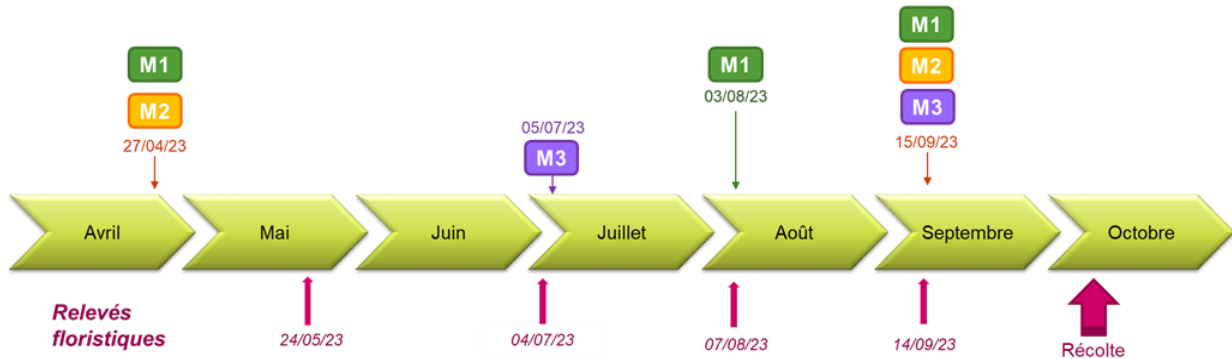 M1
M2
27/04/23
05/07/23
M3
M1
03/08/23
M1
M2
M3
15/09/23
Avril
Mai
Juin
Juillet
Août
Septembre
Octobre
Relevés
floristiques
24/05/23
04/07/23
07/08/23
14/09/23
Récolte